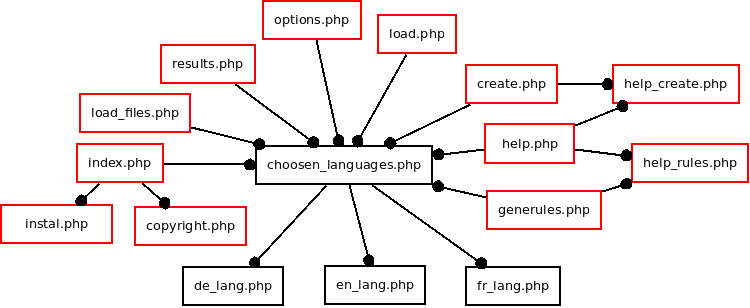 options.php
load.php
results.php
create.php
help_create.php
load_files.php
help.php
index.php
choosen_languages.php
help_rules.php
generules.php
instal.php
copyright.php
de_lang.php
en_lang.php
fr_lang.php